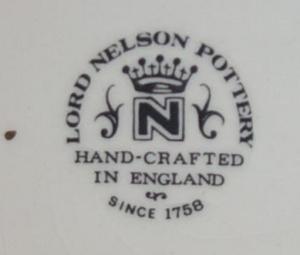 LORD NELSON POTTERY
N
HAND-CRAFTED
IN ENGLAND
SINCE 1758